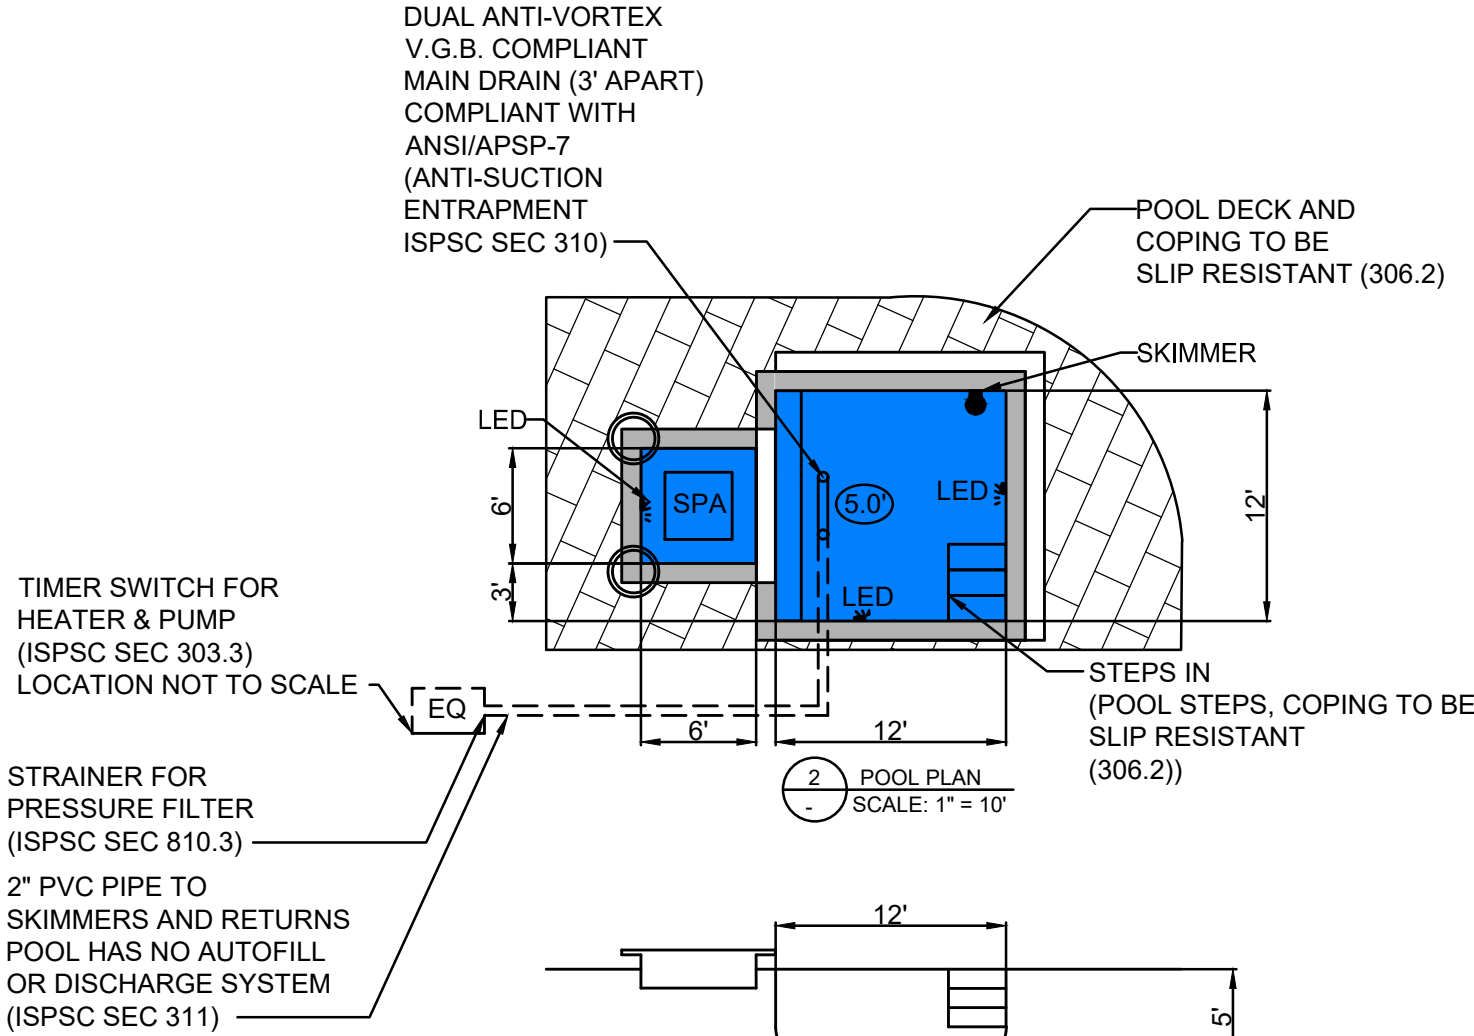 DUAL ANTI-VORTEX
V.G.B. COMPLIANT
MAIN DRAIN (3' APART)
COMPLIANT WITH
ANSI/APSP-7
(ANTI-SUCTION
ENTRAPMENT
ISPSC SEC 310)
POOL DECK AND
COPING TO BE
SLIP RESISTANT (306.2)
SKIMMER
LED
6'
SPA
5.0'
LED
12'
3'
LED
TIMER SWITCH FOR
HEATER & PUMP
(ISPSC SEC 303.3)
LOCATION NOT TO SCALE
EQ
6'
12'
STEPS IN
(POOL STEPS, COPING TO BE
SLIP RESISTANT
(306.2))
2
-
POOL PLAN
SCALE: 1" = 10'
STRAINER FOR
PRESSURE FILTER
(ISPSC SEC 810.3)
2" PVC PIPE TO
SKIMMERS AND RETURNS
POOL HAS NO AUTOFILL
OR DISCHARGE SYSTEM
(ISPSC SEC 311)
12'
5'